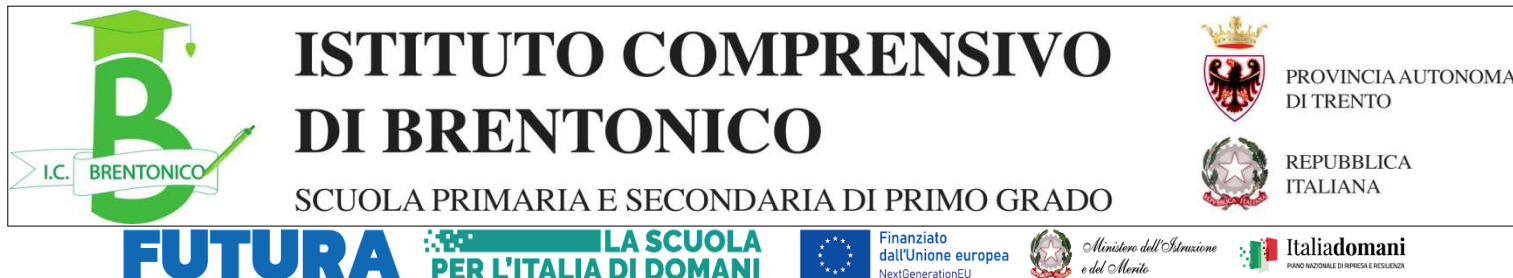 I.C. BRENTONICO
ISTITUTO COMPRENSIVO
DI BRENTONICO
SCUOLA PRIMARIA E SECONDARIA DI PRIMO GRADO
PROVINCIA AUTONOMA
DI TRENTO
REPUBBLICA
ITALIANA
FUTURA
LA SCUOLA
PER L'ITALIA DI DOMANI
Finanziato
dall'Unione europea
NextGenerationEU
Ministero dell'Istruzione
e del Merito
Italiadomani
PIANO NAZIONALE DI RIPRESA E RESILIENZA